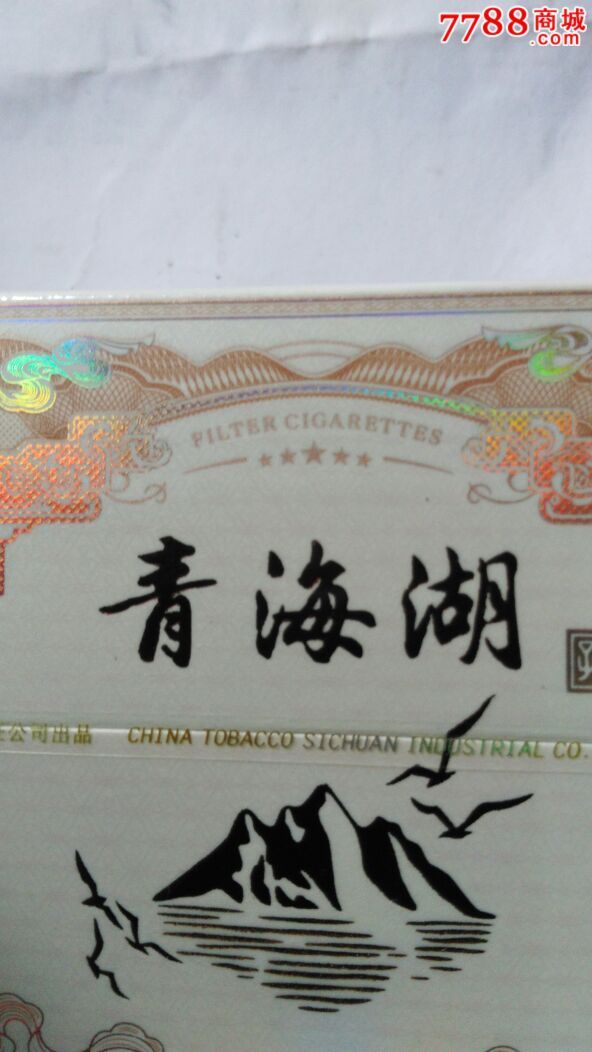 7788商城
.com
FILTER CIGARETTES
青海湖
公司出品 CHINA TOBACCO SICHUAN INDUSTRIAL CO.